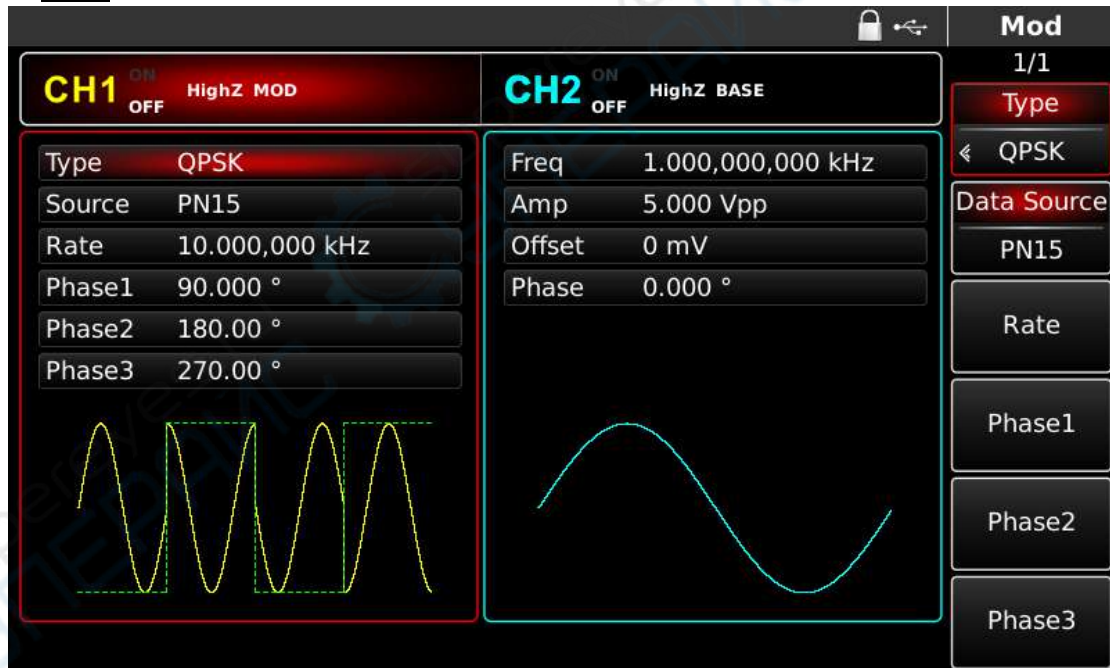 Mod
1/1
CH1 ON OFF HighZ MOD
CH2 ON OFF HighZ BASE
Type QPSK
Source PN15
Rate 10.000,000 kHz
Phase1 90.000 °
Phase2 180.00 °
Phase3 270.00 °
Freq 1.000,000,000 kHz
Amp 5.000 Vpp
Offset 0 mV
Phase 0.000 °
Type
QPSK
Data Source
PN15
Rate
Phase1
Phase2
Phase3